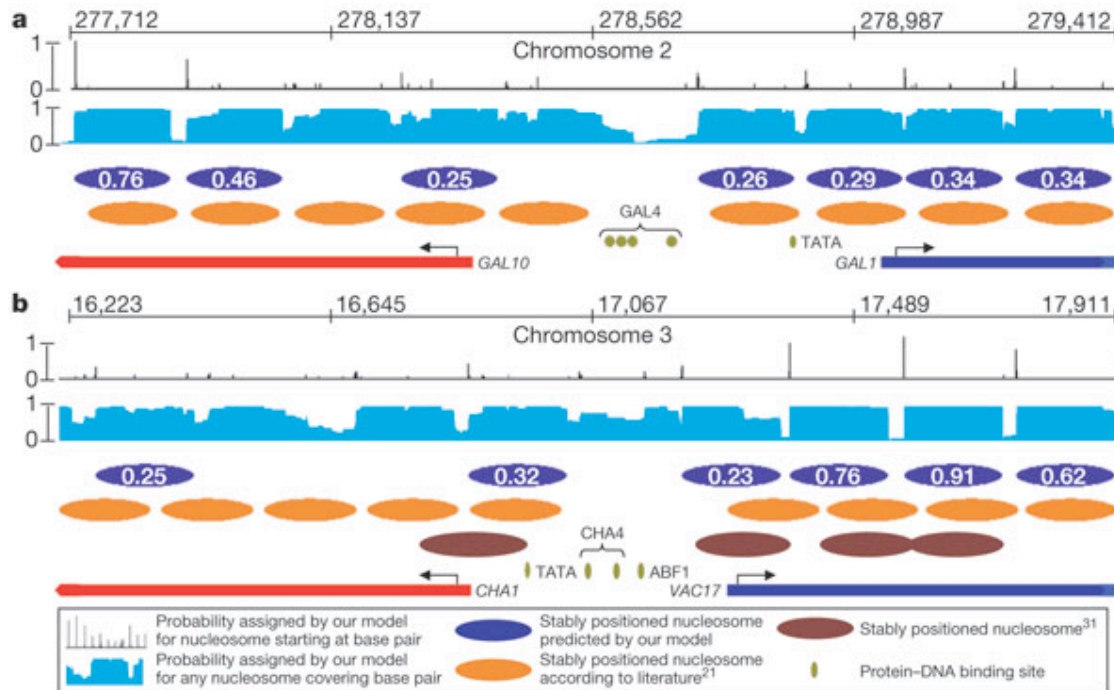 a
277,712 278,137 278,562 278,987 279,412
Chromosome 2
1
0
1
0
0.76 0.46 0.25 0.26 0.29 0.34 0.34
GAL4
TATA
GAL10 GAL1
b
16,223 16,645 17,067 17,489 17,911
Chromosome 3
1
0
1
0
0.25 0.32 0.23 0.76 0.91 0.62
CHA4
TATA ABF1
CHA1 VAC17
Probability assigned by our model
for nucleosome starting at base pair
Probability assigned by our model
for any nucleosome covering base pair
Stably positioned nucleosome
predicted by our model
Stably positioned nucleosome
according to literature21
Stably positioned nucleosome31
Protein–DNA binding site